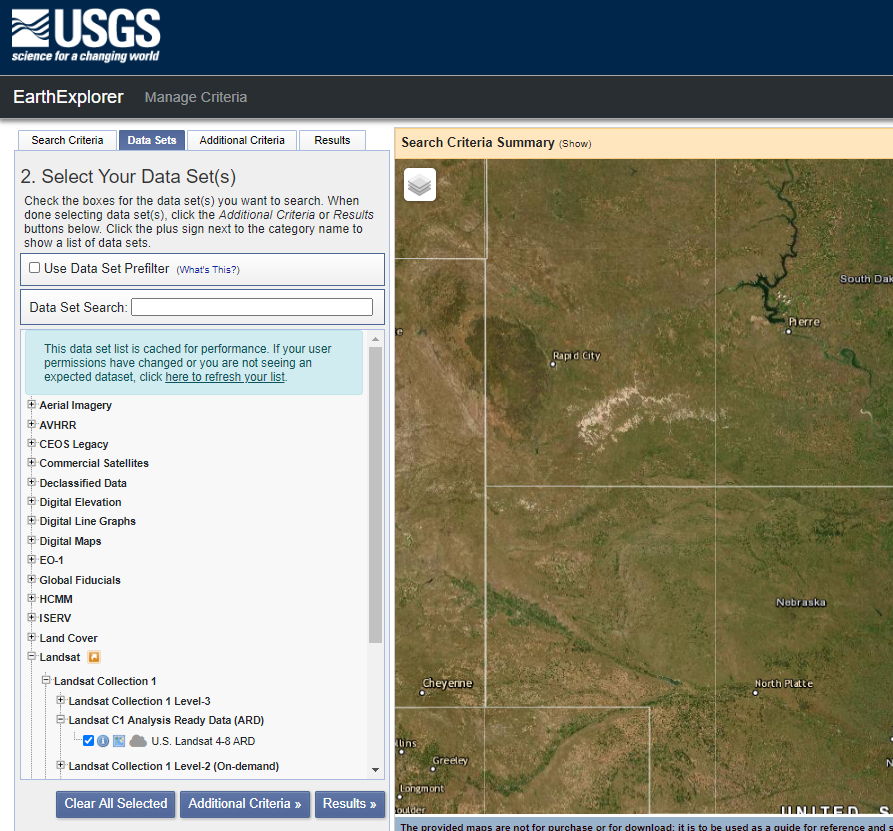 USGS
science for a changing world
EarthExplorer Manage Criteria
Search Criteria Data Sets Additional Criteria Results
2. Select Your Data Set(s)
Check the boxes for the data set(s) you want to search. When
done selecting data set(s), click the Additional Criteria or Results
buttons below. Click the plus sign next to the category name to
show a list of data sets.
Use Data Set Prefilter (What's This?)
Data Set Search:
This data set list is cached for performance. If your user
permissions have changed or you are not seeing an
expected dataset, click here to refresh your list.
Aerial Imagery
AVHRR
CEOS Legacy
Commercial Satellites
Declassified Data
Digital Elevation
Digital Line Graphs
Digital Maps
EO-1
Global Fiducials
HCMM
ISERV
Land Cover
Landsat
Landsat Collection 1
Landsat Collection 1 Level-3
Landsat C1 Analysis Ready Data (ARD)
U.S. Landsat 4-8 ARD
Landsat Collection 1 Level-2 (On-demand)
Clear All Selected Additional Criteria » Results »
Search Criteria Summary (Show)
South Dak
Pierre
Rapid City
Nebraska
Cheyenne
North Platte
llins
Greeley
Longmont
oulder
UNITED S
The provided maps are not for purchase or for download; it is to be used as a guide for reference and s